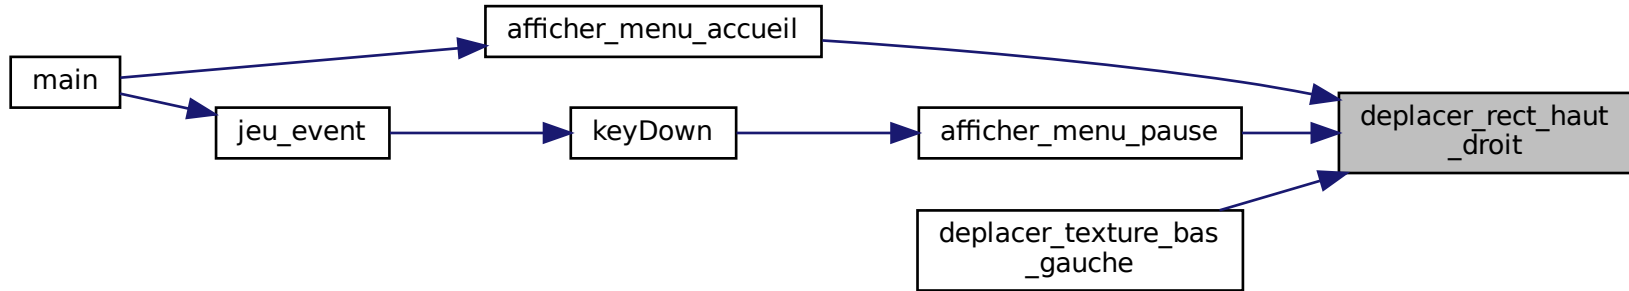 afficher_menu_accueil
main
deplacer_rect_haut
_droit
jeu_event
keyDown
afficher_menu_pause
deplacer_texture_bas
_gauche